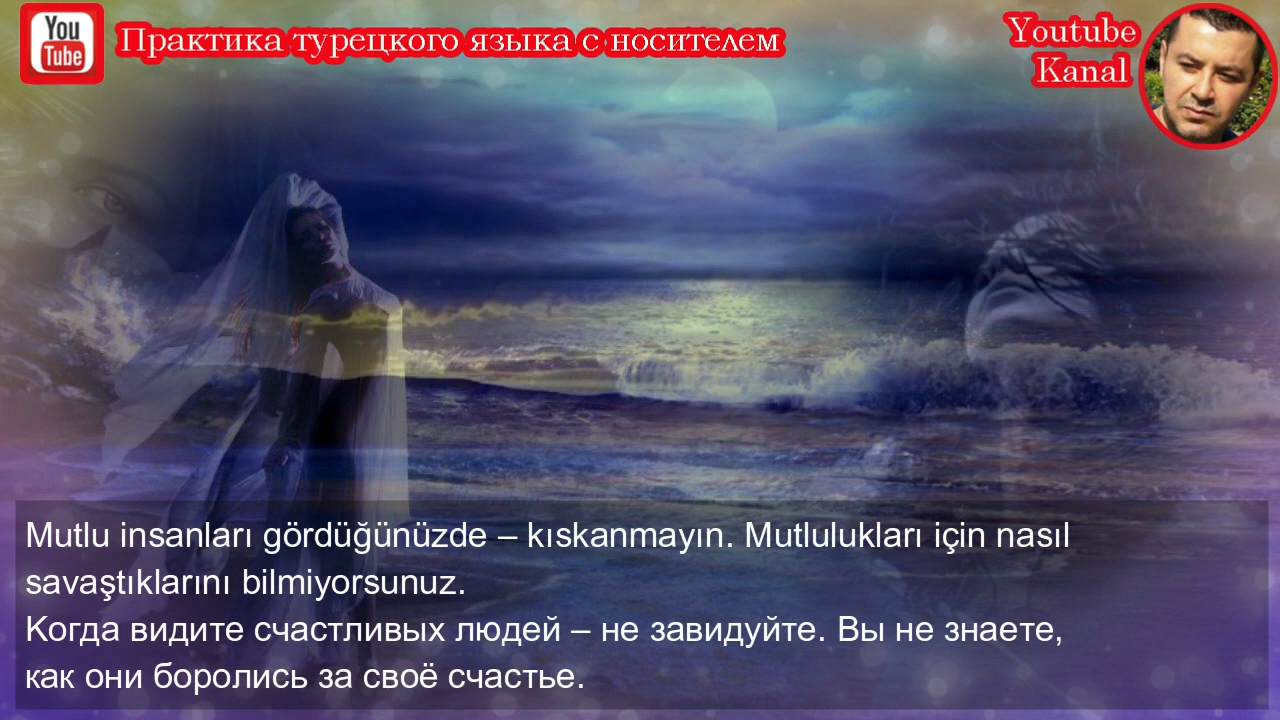 You
Tube
Практика турецкого языка с носителем
Youtube
Kanal
Mutlu insanları gördüğünüzde – kıskanmayın. Mutlulukları için nasıl
savaştıklarını bilmiyorsunuz.
Когда видите счастливых людей – не завидуйте. Вы не знаете,
как они боролись за своё счастье.